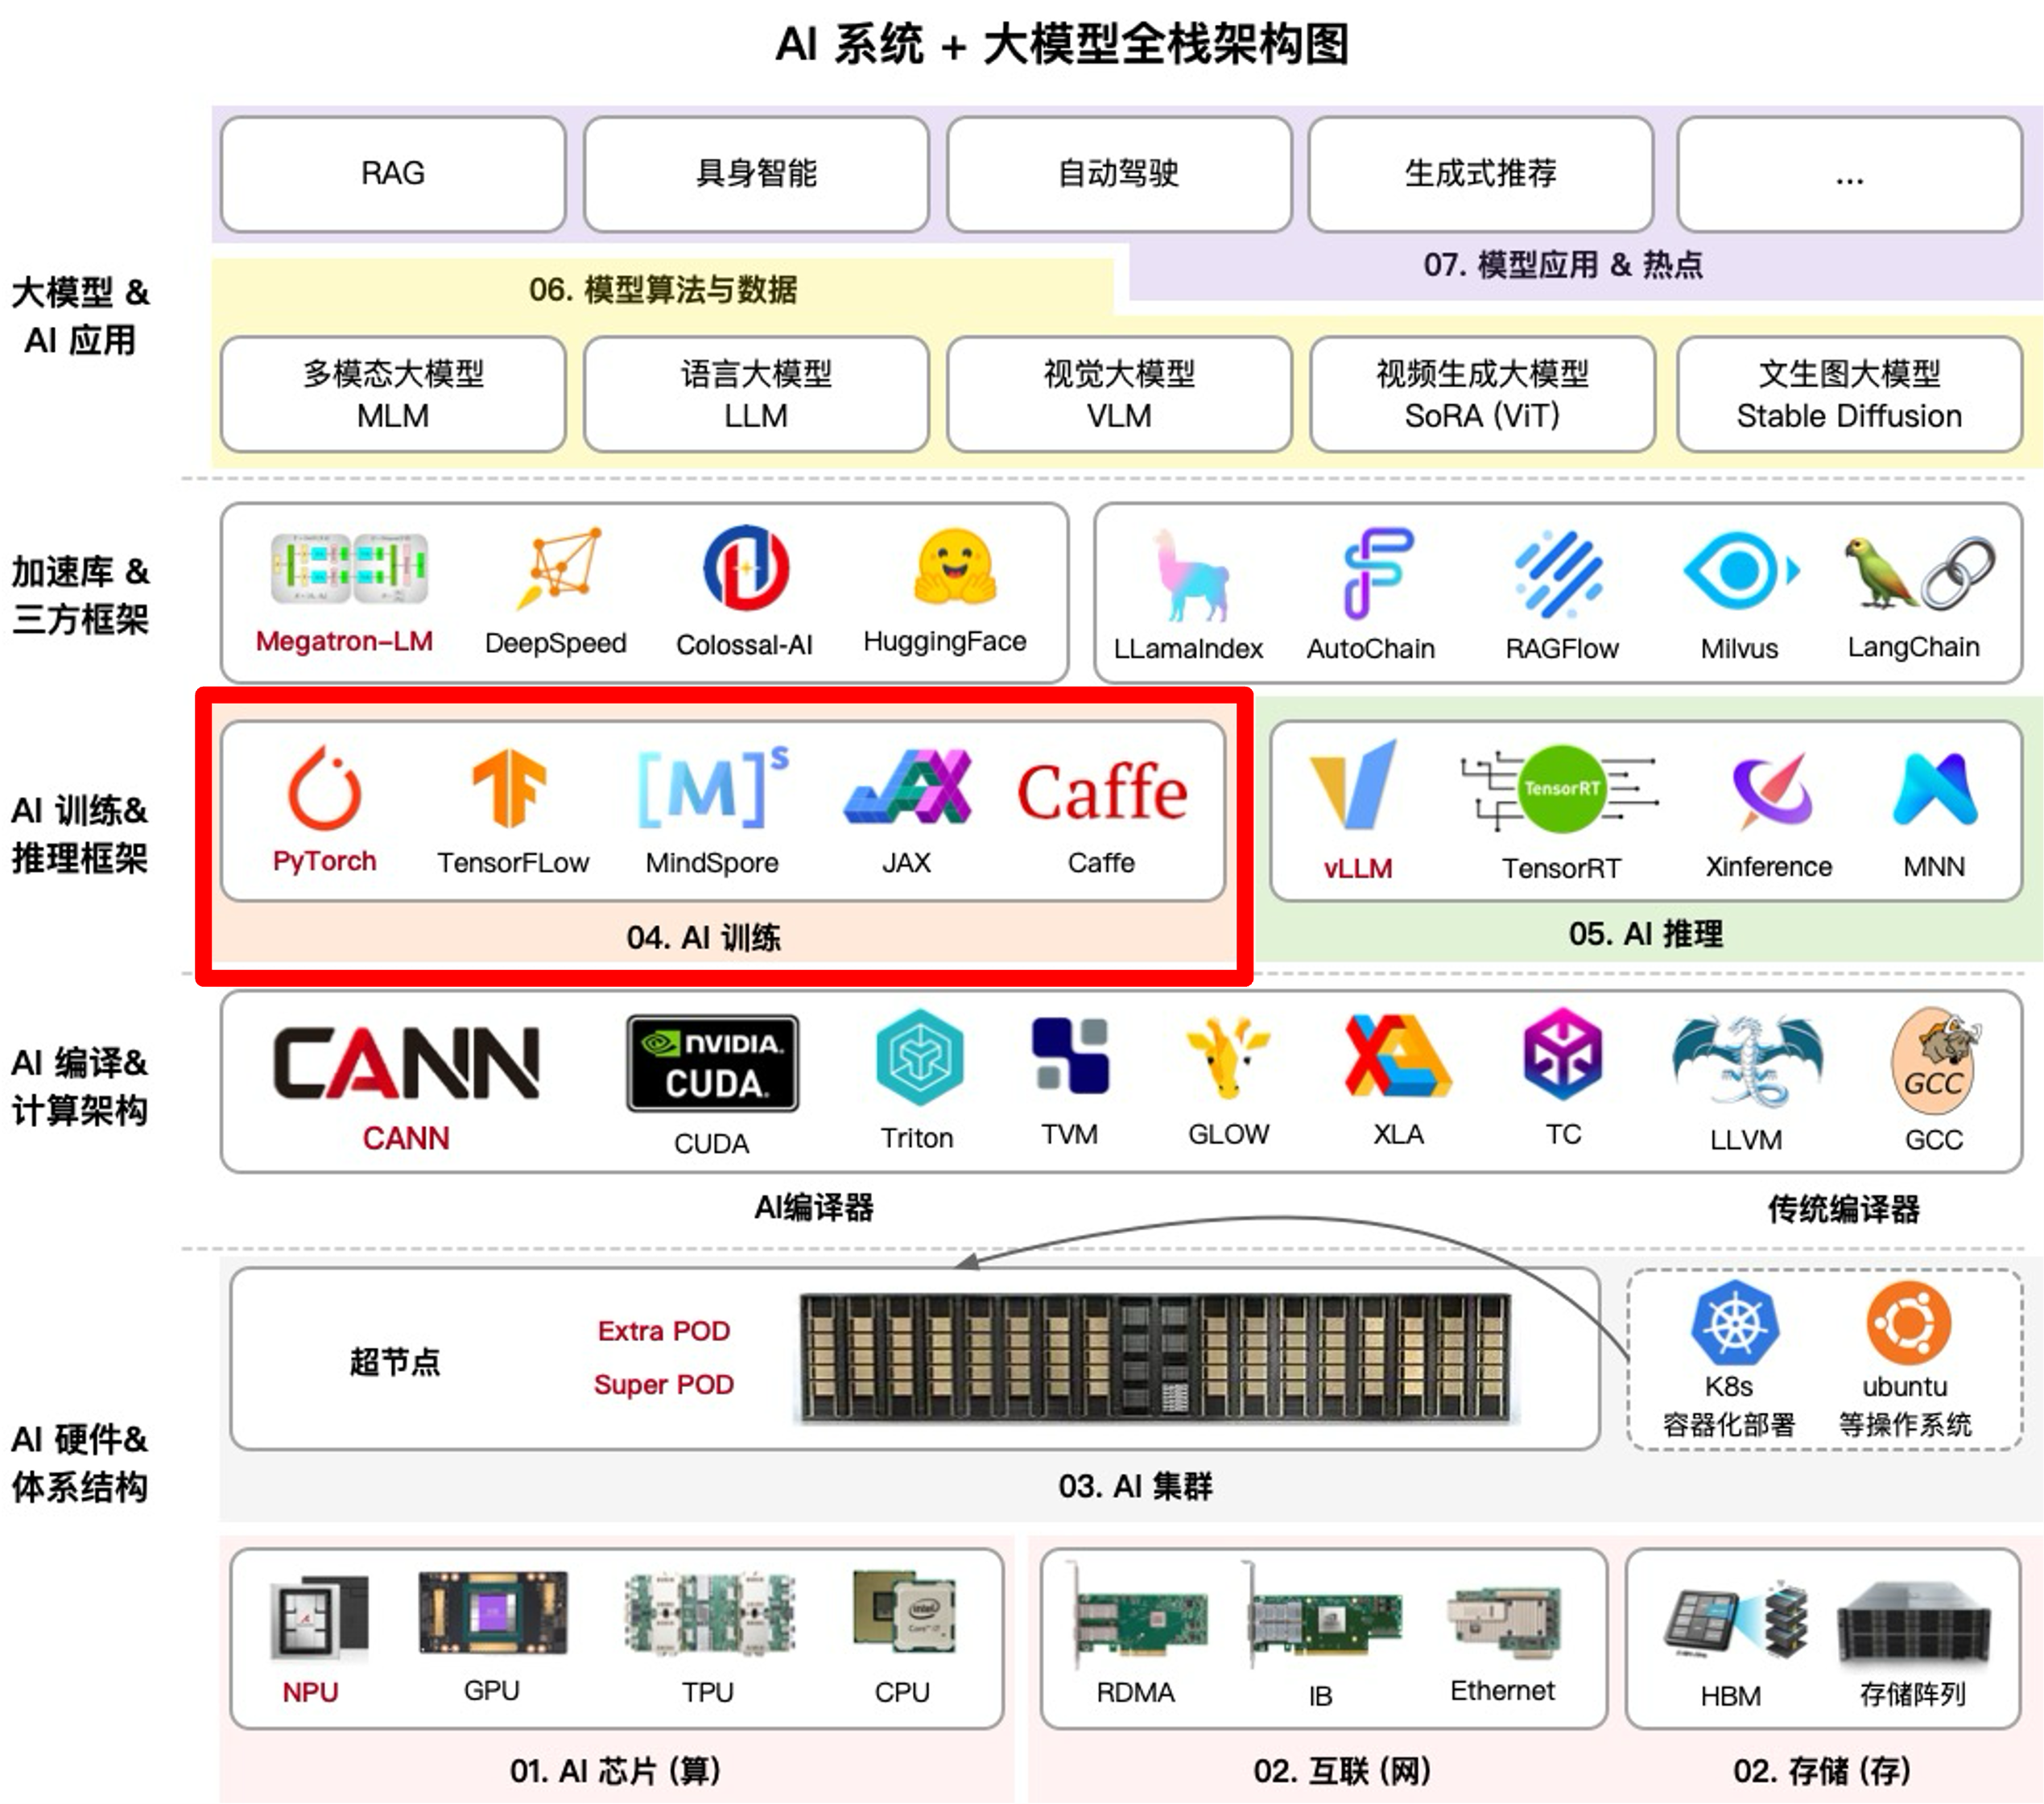 AI 系统 + 大模型全栈架构图
RAG
具身智能
自动驾驶
生成式推荐
...
07. 模型应用 & 热点
大模型 &
AI 应用
06. 模型算法与数据
多模态大模型
MLM
语言大模型
LLM
视觉大模型
VLM
视频生成大模型
SoRA (ViT)
文生图大模型
Stable Diffusion
加速库 &
三方框架
Megatron-LM
DeepSpeed
Colossal-AI
HuggingFace
LLamaIndex
AutoChain
RAGFlow
Milvus
LangChain
AI 训练&
推理框架
[M]s
Caffe
PyTorch
TensorFLow
MindSpore
JAX
Caffe
04. AI 训练
TensorRT
vLLM
TensorRT
Xinference
MNN
05. AI 推理
AI 编译&
计算架构
CANN
CANN
NVIDIA.
CUDA.
CUDA
Triton
TVM
GLOW
XLA
TC
LLVM
GCC
GCC
AI编译器
传统编译器
AI 硬件&
体系结构
超节点
Extra POD
Super POD
K8s
容器化部署
ubuntu
等操作系统
03. AI 集群
NPU
GPU
TPU
intel
CPU
01. AI 芯片 (算)
RDMA
IB
Ethernet
02. 互联 (网)
HBM
存储阵列
02. 存储 (存)